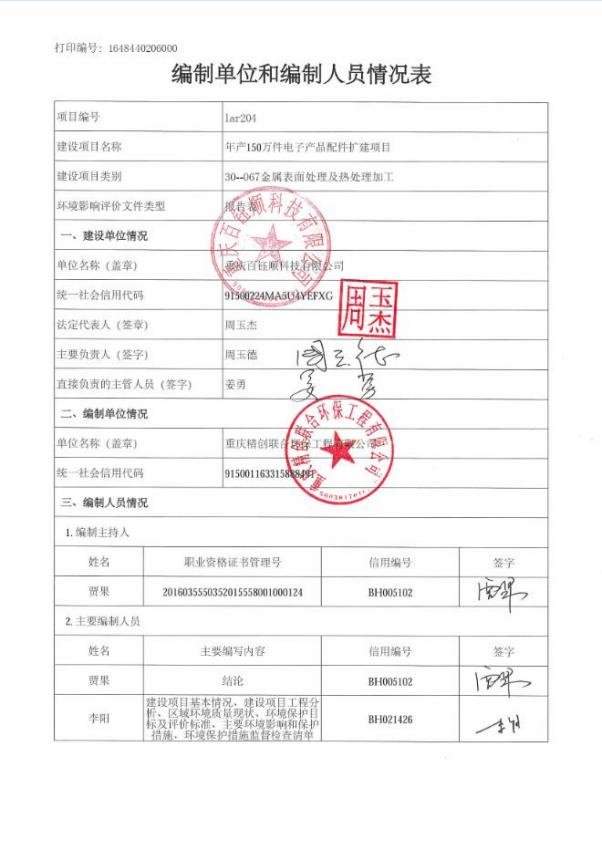 打印编号: 1648440206000
编制单位和编制人员情况表
项目编号 1ar204
建设项目名称 年产150万件电子产品配件扩建项目
建设项目类别 30--067金属表面处理及热处理加工
环境影响评价文件类型 报告表
一、建设单位情况
单位名称（盖章） 重庆百钰顺科技有限公司
统一社会信用代码 91500224MA5U4YEFXG
法定代表人（签章） 周玉杰
周玉杰
主要负责人（签字） 周玉德 周玉德
直接负责的主管人员（签字） 姜勇 姜勇
重庆百钰顺科技有限公司
二、编制单位情况
单位名称（盖章） 重庆精创联合环保工程有限公司
统一社会信用代码
重庆精创联合环保工程有限公司
三、编制人员情况
1.编制主持人
姓名 职业资格证书管理号 信用编号 签字
贾果 2016035550352015558001000124 BH005102 贾果
2.主要编制人员
姓名 主要编写内容 信用编号 签字
贾果 结论 BH005102 贾果
李阳 建设项目基本情况、建设项目工程分
析、区域环境质量现状、环境保护目
标及评价标准、主要环境影响和保护
措施、环境保护措施监督检查清单
BH021426